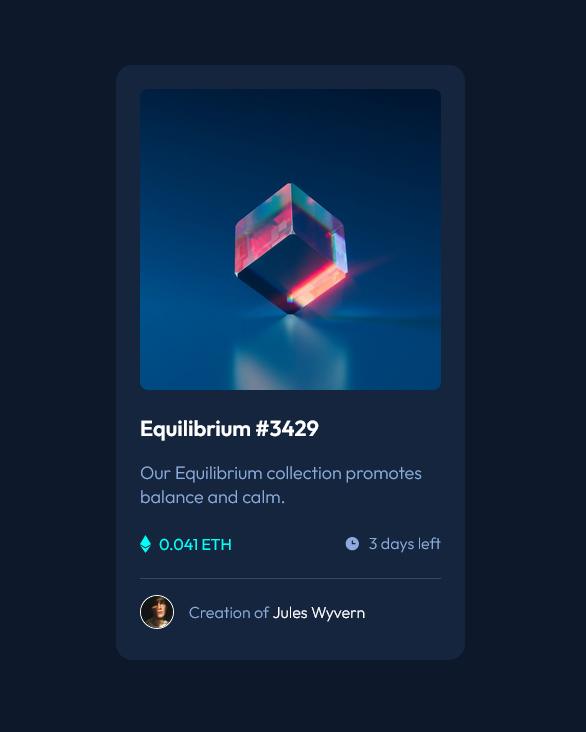 Equilibrium #3429
Our Equilibrium collection promotes
balance and calm.
0.041 ETH
3 days left
Creation of Jules Wyvern